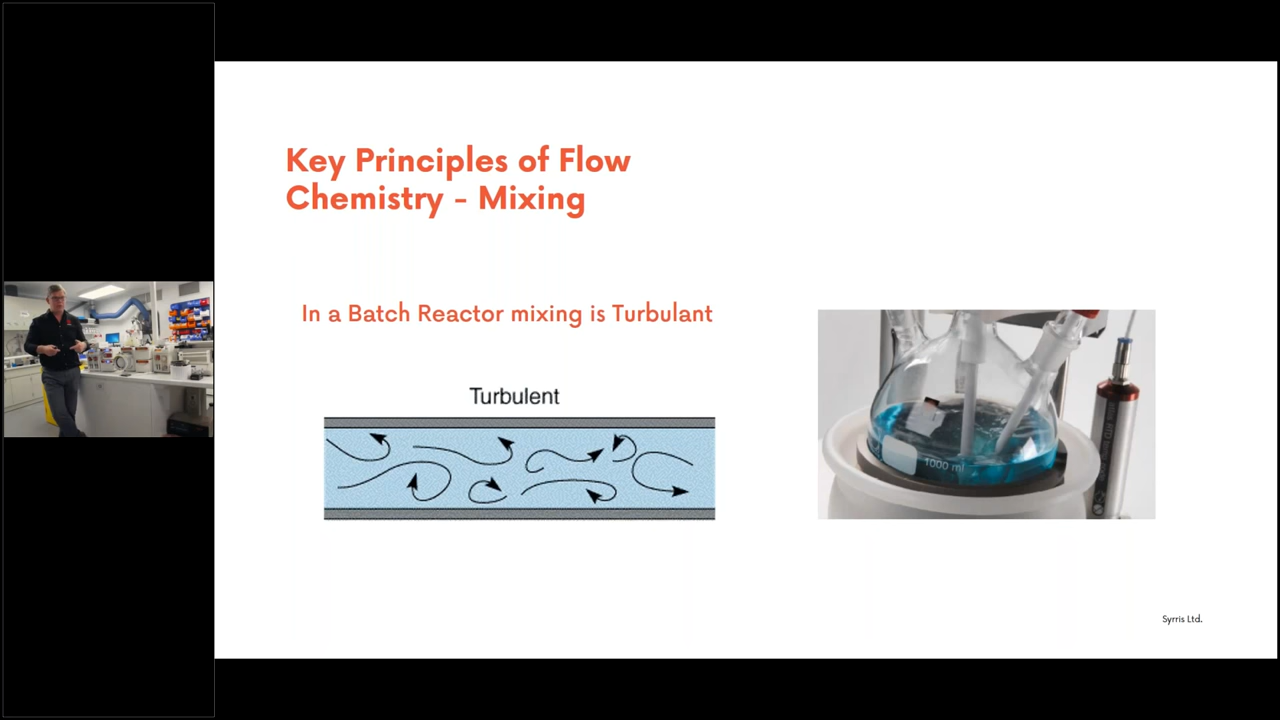 Key Principles of Flow
Chemistry - Mixing
In a Batch Reactor mixing is Turbulant
Turbulent
1000 ml
Syrris Ltd.